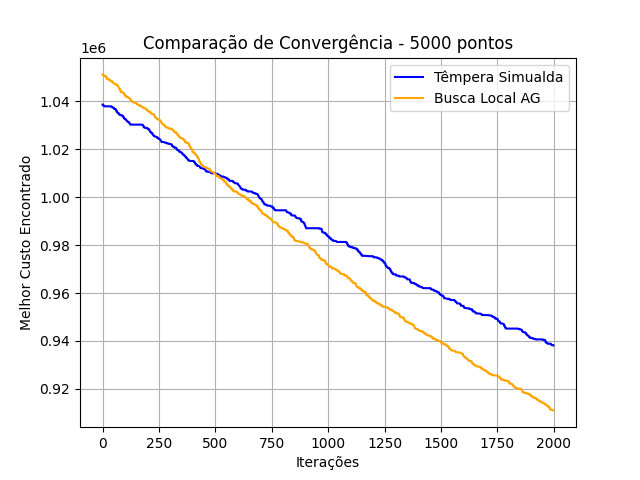 Comparação de Convergência - 5000 pontos
1e6
Têmpera Simualda
Busca Local AG
Melhor Custo Encontrado
1.04
1.02
1.00
0.98
0.96
0.94
0.92
0 250 500 750 1000 1250 1500 1750 2000
Iterações